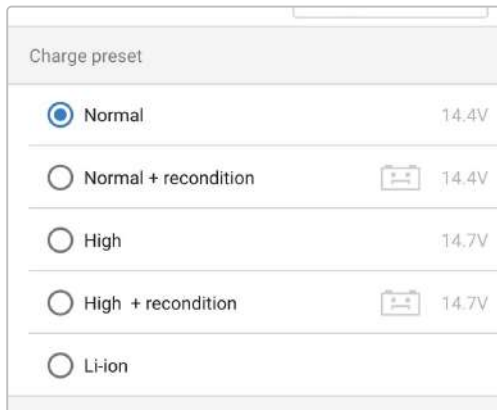 Charge preset
Normal 14.4V
Normal + recondition 14.4V
High 14.7V
High + recondition 14.7V
Li-ion